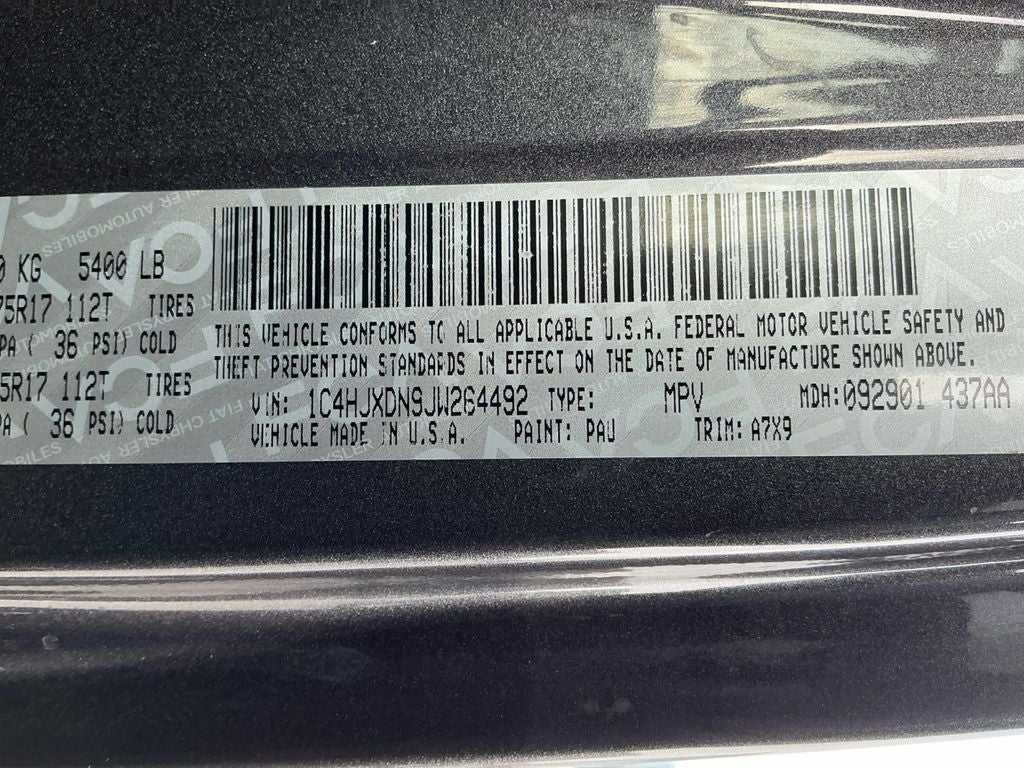 0 KG 5400 LB
75R17 112T TIRES
PA ( 36 PSI) COLD
5R17 112T TIRES
PA ( 36 PSI) COLD
THIS VEHICLE CONFORMS TO ALL APPLICABLE U.S.A. FEDERAL MOTOR VEHICLE SAFETY AND
THEFT PREVENTION STANDARDS IN EFFECT ON THE DATE OF MANUFACTURE SHOWN ABOVE.
VIN: 1C4HJXDN9JW264492 TYPE: MPV MDH: 092901 437AA
VEHICLE MADE IN U.S.A. PAINT: PAU TRIM: A7X9